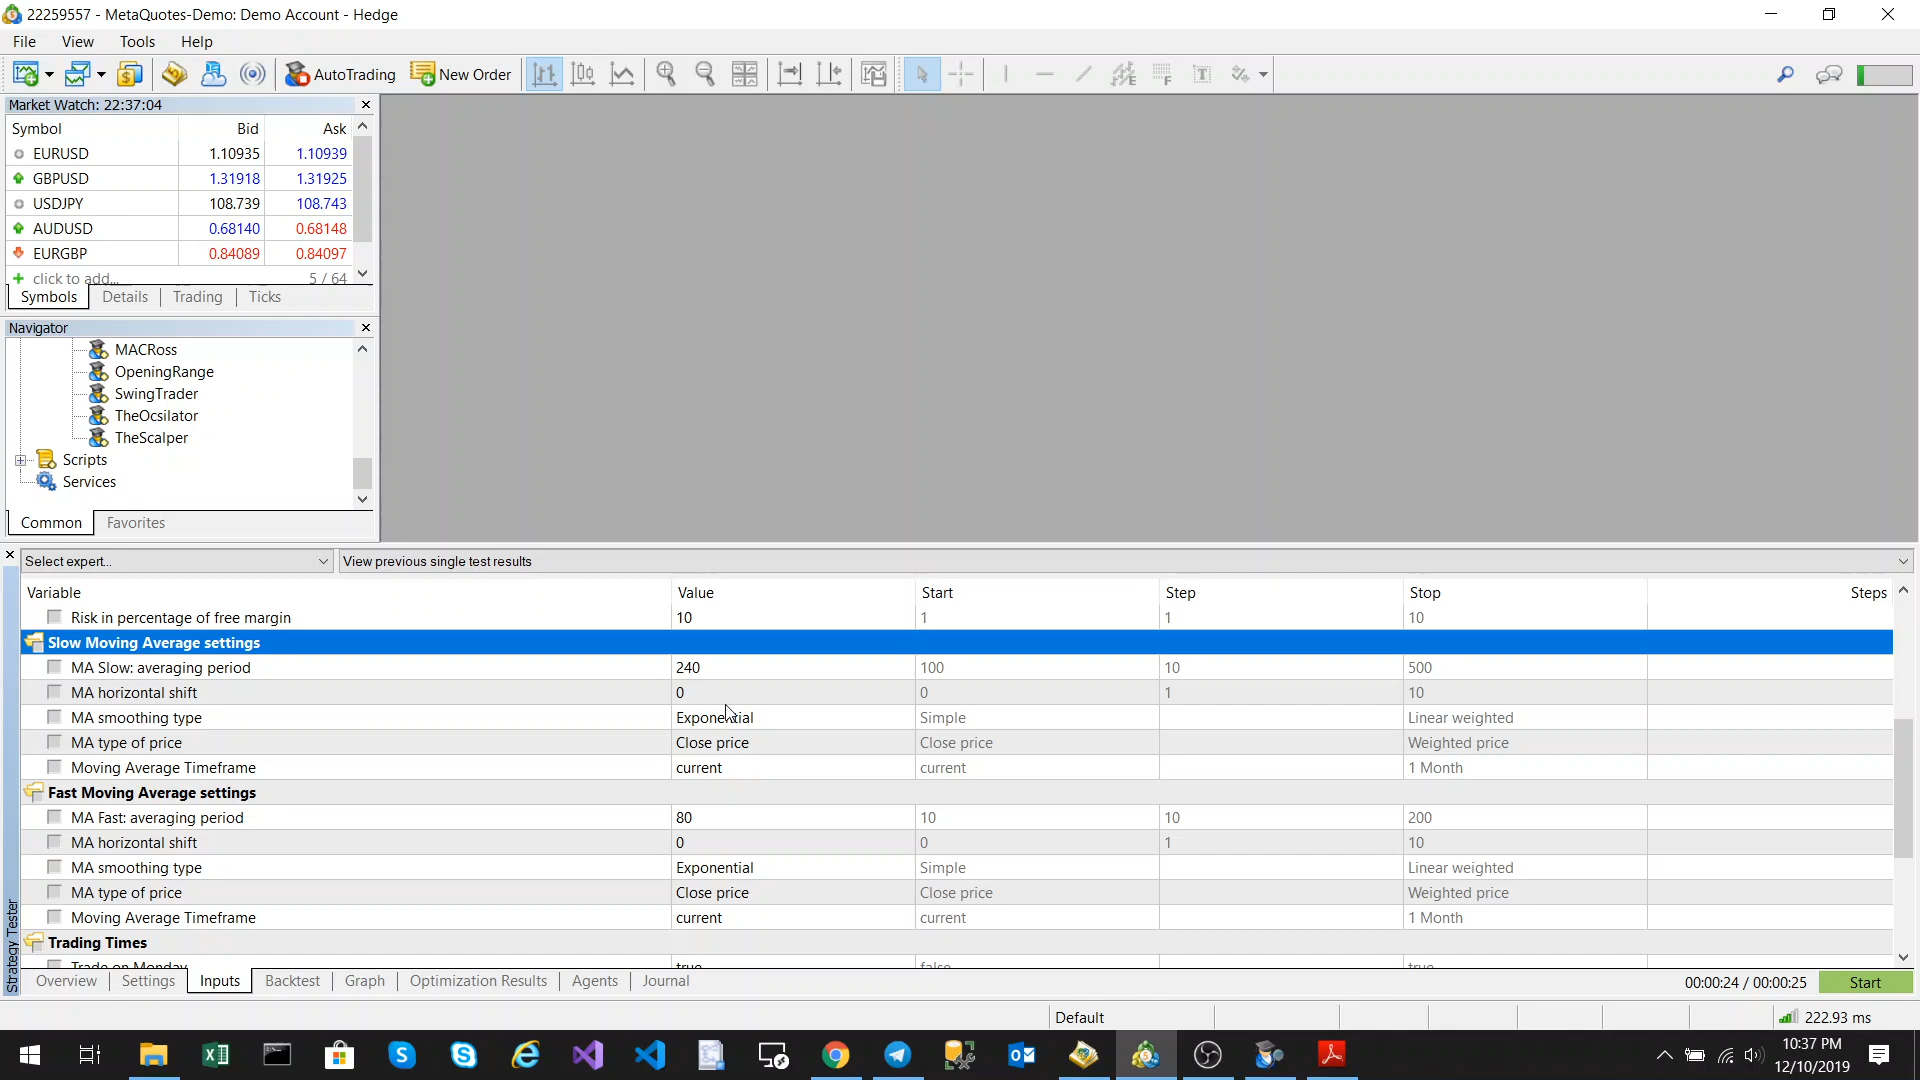 22259557 - MetaQuotes-Demo: Demo Account - Hedge
File View Tools Help
AutoTrading New Order
Market Watch: 22:37:04
Symbol Bid Ask
EURUSD 1.10935 1.10939
GBPUSD 1.31918 1.31925
USDJPY 108.739 108.743
AUDUSD 0.68140 0.68148
EURGBP 0.84089 0.84097
click to add... 5 / 64
Symbols Details Trading Ticks
Navigator
MACRoss
OpeningRange
SwingTrader
TheOcsilator
TheScalper
Scripts
Services
Common Favorites
Select expert... View previous single test results
Variable Value Start Step Stop Steps
Risk in percentage of free margin 10 1 1 10
Slow Moving Average settings
MA Slow: averaging period 240 100 10 500
MA horizontal shift 0 0 1 10
MA smoothing type Exponential Simple Linear weighted
MA type of price Close price Close price Weighted price
Moving Average Timeframe current current 1 Month
Fast Moving Average settings
MA Fast: averaging period 80 10 10 200
MA horizontal shift 0 0 1 10
MA smoothing type Exponential Simple Linear weighted
MA type of price Close price Close price Weighted price
Moving Average Timeframe current current 1 Month
Trading Times
Trade on Monday true false true
Strategy Tester
Overview Settings Inputs Backtest Graph Optimization Results Agents Journal 00:00:24 / 00:00:25 Start
Default 222.93 ms
10:37 PM
12/10/2019